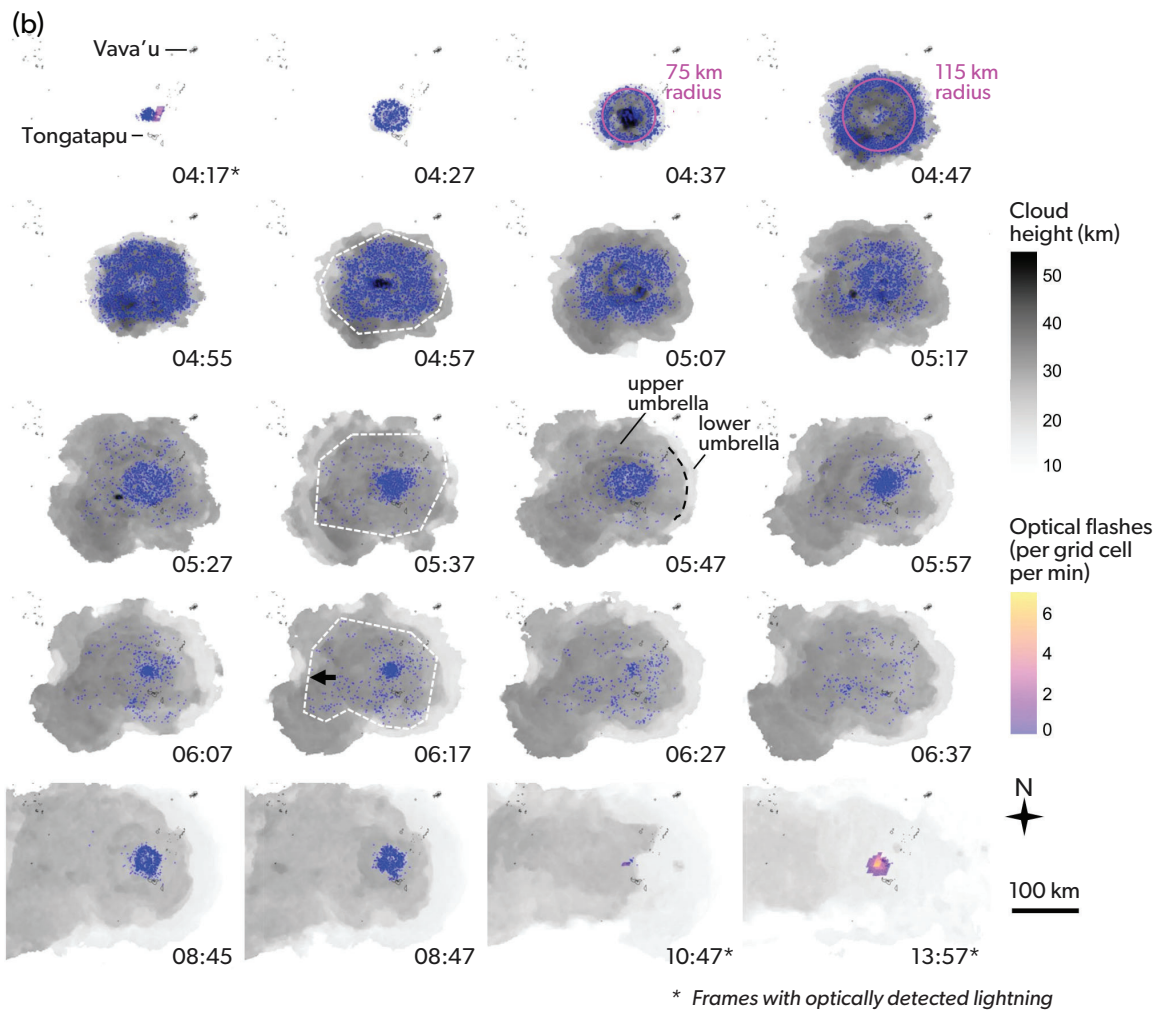 (b)
Vava‘u
Tongatapu
04:17*
04:27
75 km
radius
04:37
115 km
radius
04:47
04:55
04:57
05:07
05:17
Cloud
height (km)
50
40
30
20
10
05:27
05:37
upper
umbrella
lower
umbrella
05:47
05:57
Optical flashes
(per grid cell
per min)
6
4
2
0
06:07
06:17
06:27
06:37
N
100 km
08:45
08:47
10:47*
13:57*
* Frames with optically detected lightning